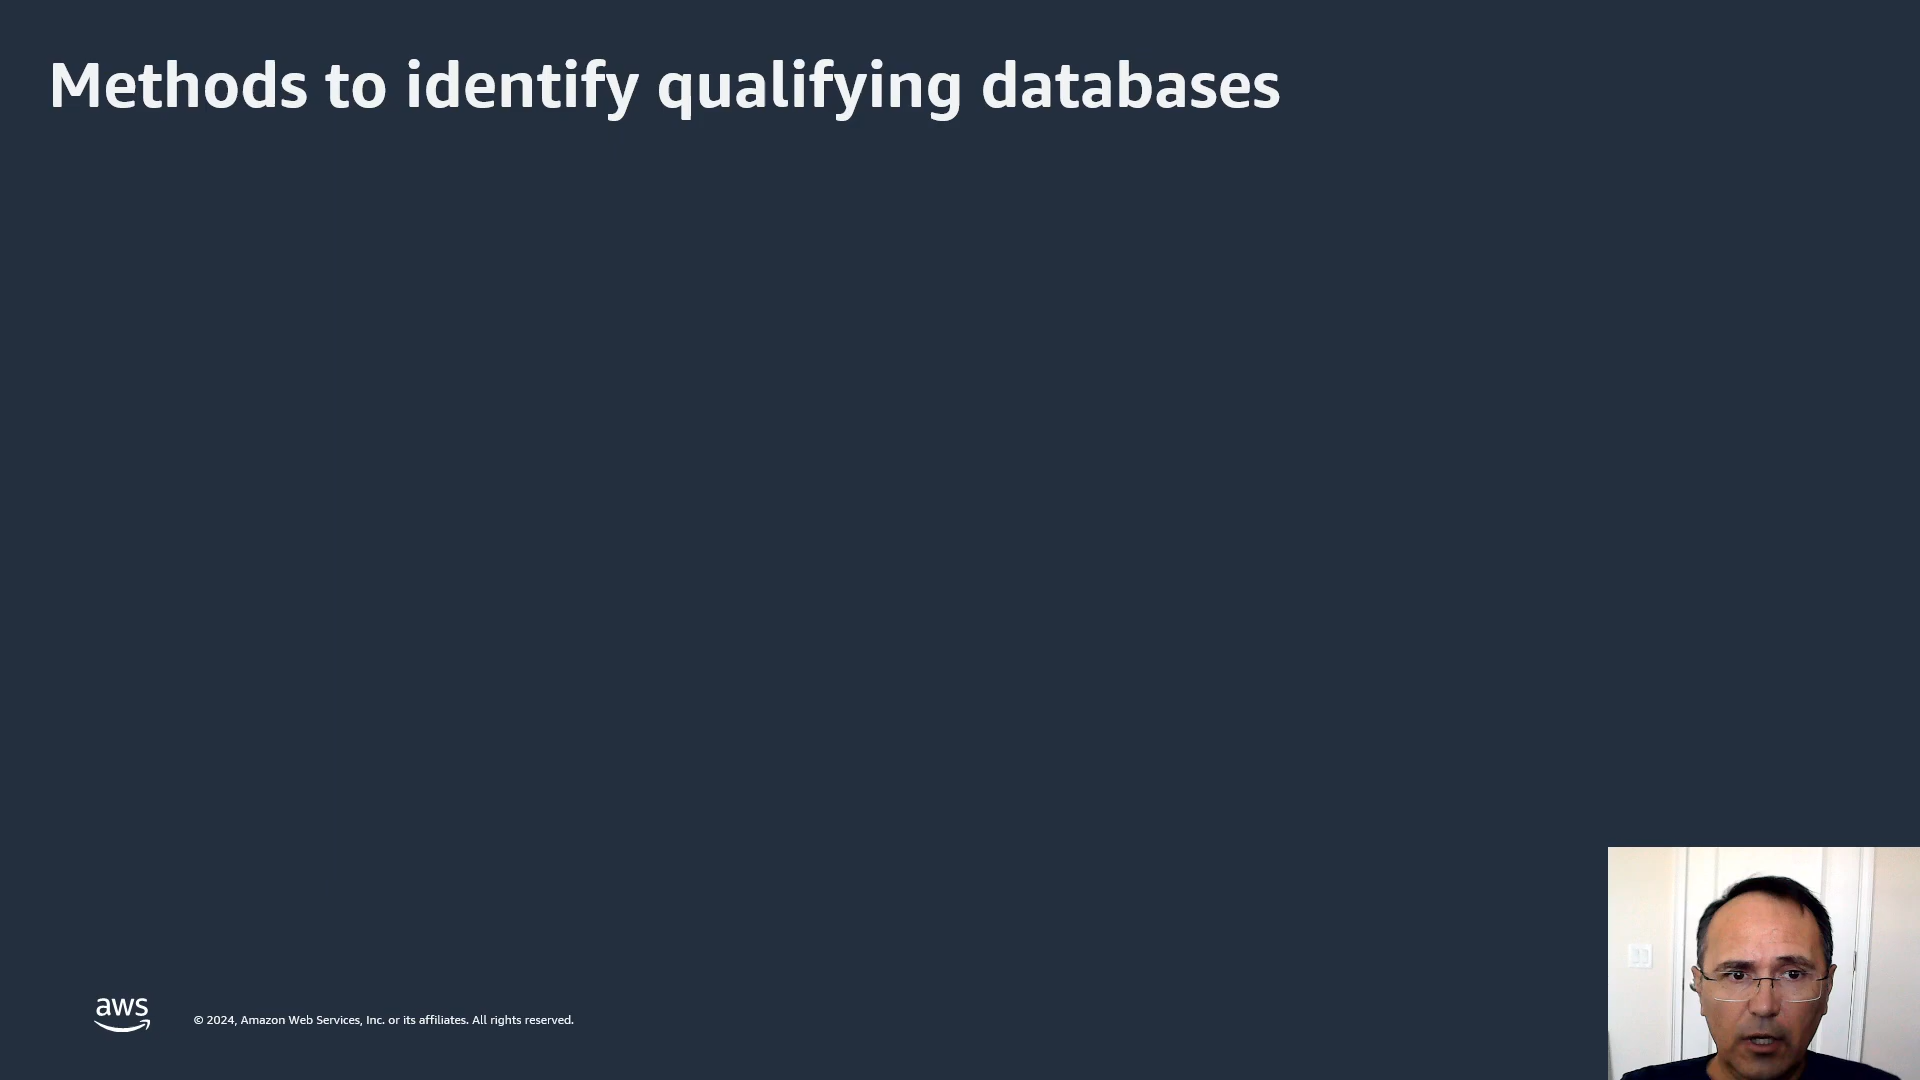 Methods to identify qualifying databases
aws
© 2024, Amazon Web Services, Inc. or its affiliates. All rights reserved.